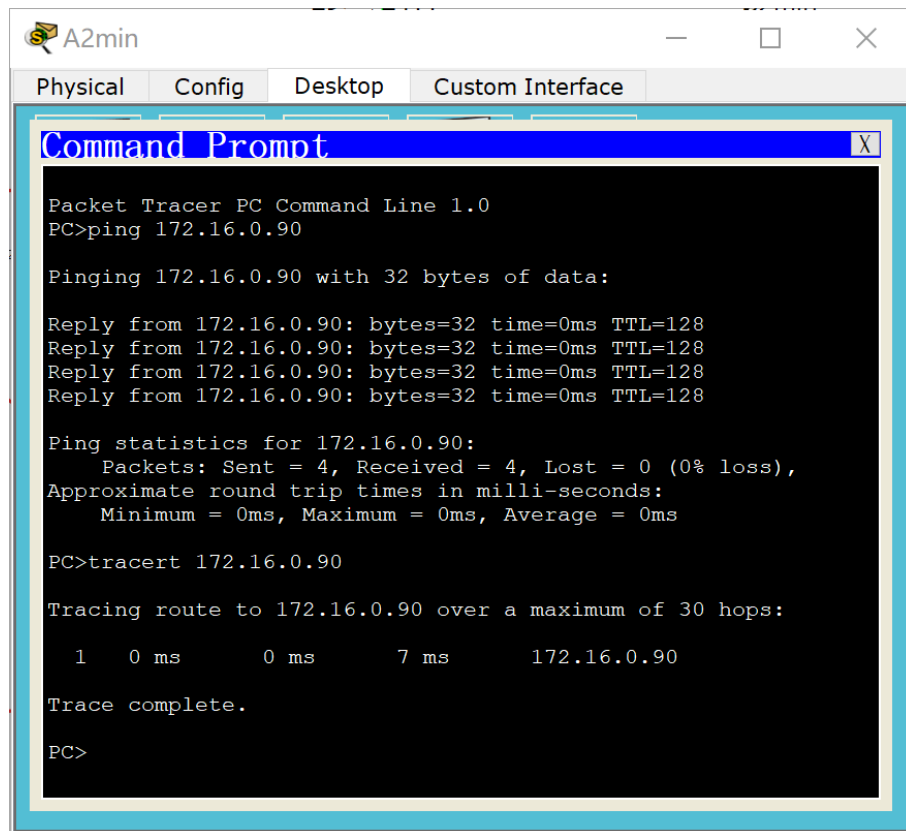 A2min
Physical Config Desktop Custom Interface
Command Prompt X
Packet Tracer PC Command Line 1.0
PC>ping 172.16.0.90
Pinging 172.16.0.90 with 32 bytes of data:
Reply from 172.16.0.90: bytes=32 time=0ms TTL=128
Reply from 172.16.0.90: bytes=32 time=0ms TTL=128
Reply from 172.16.0.90: bytes=32 time=0ms TTL=128
Reply from 172.16.0.90: bytes=32 time=0ms TTL=128
Ping statistics for 172.16.0.90:
Packets: Sent = 4, Received = 4, Lost = 0 (0% loss),
Approximate round trip times in milli-seconds:
Minimum = 0ms, Maximum = 0ms, Average = 0ms
PC>tracert 172.16.0.90
Tracing route to 172.16.0.90 over a maximum of 30 hops:
1 0 ms 0 ms 7 ms 172.16.0.90
Trace complete.
PC>